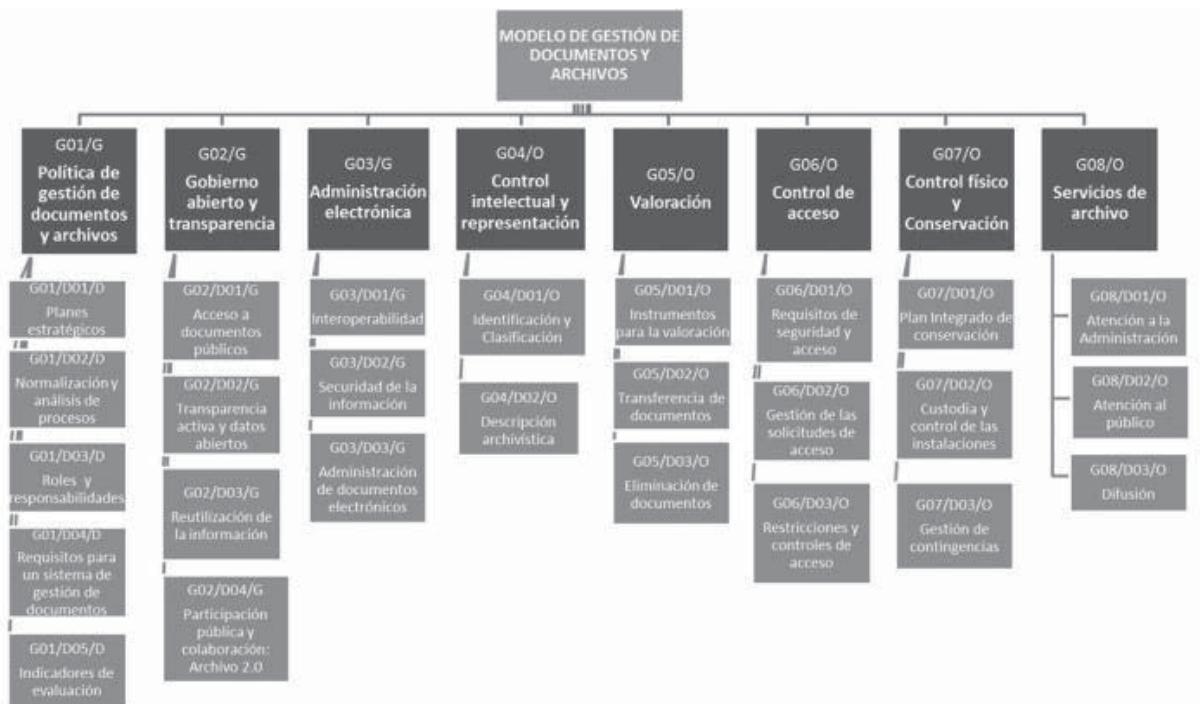 MODELO DE GESTIÓN DE
DOCUMENTOS Y
ARCHIVOS
G01/G
Política de
gestión de
documentos
y archivos
G01/D01/D
Planes
estratégicos
G01/D02/D
Normalización y
análisis de
procesos
G01/D03/D
Roles y
responsabilidades
G01/D04/D
Requisitos para
un sistema de
gestión de
documentos
G01/D05/D
Indicadores de
evaluación
G02/G
Gobierno
abierto y
transparencia
G02/D01/G
Acceso a
documentos
públicos
G02/D02/G
Transparencia
activa y datos
abiertos
G02/D03/G
Reutilización de
la información
G02/D04/G
Participación
pública y
colaboración:
Archivo 2.0
G03/G
Administración
electrónica
G03/D01/G
Interoperabilidad
G03/D02/G
Securidad de la
información
G03/D03/G
Administración
de documentos
electrónicos
G04/O
Control
intelectual y
representación
G04/D01/O
Identificación y
Clasificación
G04/D02/O
Descripción
archivística
G05/O
Valoración
G05/D01/O
Instrumentos
para la valoración
G05/D02/O
Transferencia de
documentos
G05/D03/O
Eliminación de
documentos
G06/O
Control de
acceso
G06/D01/O
Requisitos de
seguridad y
acceso
G06/D02/O
Gestión de las
solicitudes de
acceso
G06/D03/O
Restricciones y
controles de
acceso
G07/O
Control físico
y
Conservación
G07/D01/O
Plan Integrado de
conservación
G07/D02/O
Custodia y
control de las
instalaciones
G07/D03/O
Gestión de
contingencias
G08/O
Servicios de
archivo
G08/D01/O
Atención a la
Administración
G08/D02/O
Atención al
público
G08/D03/O
Difusión